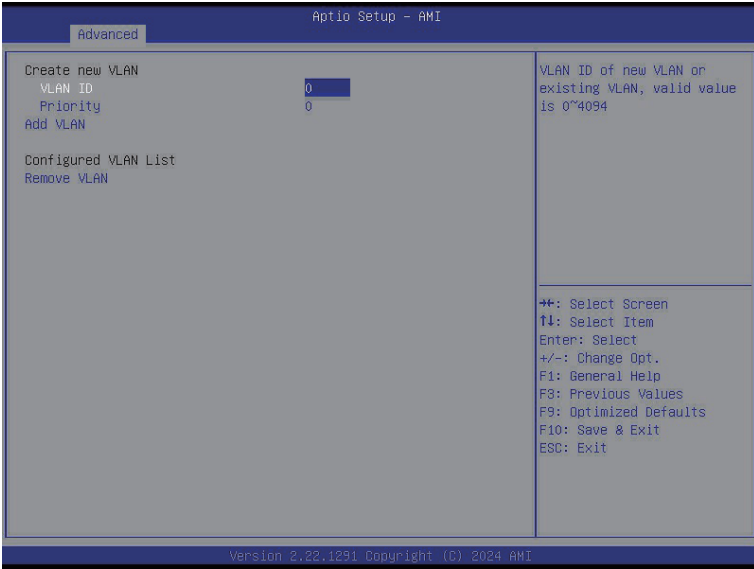 Aptio Setup – AMI
Advanced
Create new VLAN
VLAN ID 0
Priority 0
Add VLAN
Configured VLAN List
Remove VLAN
VLAN ID of new VLAN or
existing VLAN, valid value
is 0~4094
→←: Select Screen
↑↓: Select Item
Enter: Select
+/-: Change Opt.
F1: General Help
F3: Previous Values
F9: Optimized Defaults
F10: Save & Exit
ESC: Exit
Version 2.22.1291 Copyright (C) 2024 AMI